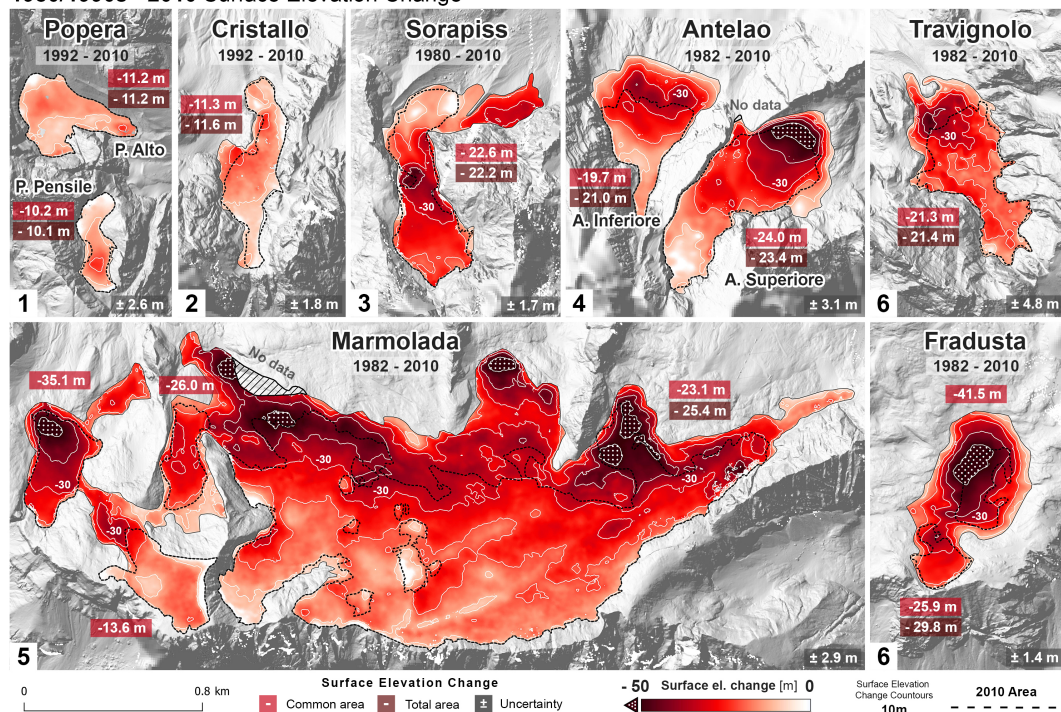 Popera
1992 - 2010
-11.2 m
- 11.2 m
P. Alto
P. Pensile
-10.2 m
- 10.1 m
1
± 2.6 m
Cristallo
1992 - 2010
-11.3 m
- 11.6 m
2
± 1.8 m
Sorapiss
1980 - 2010
- 22.6 m
- 22.2 m
-30
3
± 1.7 m
Antelao
1982 - 2010
-30
No data
-19.7 m
- 21.0 m
A. Inferiore
-30
-24.0 m
- 23.4 m
A. Superiore
4
± 3.1 m
Travignolo
1982 - 2010
-30
-21.3 m
- 21.4 m
6
± 4.8 m
Marmolada
1982 - 2010
No data
-35.1 m
-26.0 m
-23.1 m
- 25.4 m
-30
-30
-30
-30
-30
-13.6 m
5
± 2.9 m
Fradusta
1982 - 2010
-41.5 m
-30
-25.9 m
- 29.8 m
6
± 1.4 m
0 0.8 km
Surface Elevation Change
- Common area - Total area ± Uncertainty
- 50 Surface el. change [m] 0
Surface Elevation
Change Countours
10m
2010 Area